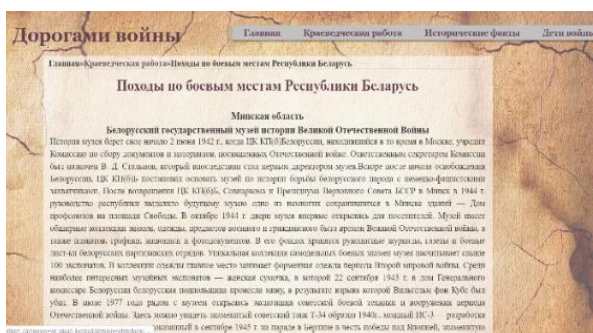 Дорогами войны
Главная Краеведческая работа Исторические факты Дети войны
Главная»Краеведческая работа»Походы по боевым местам Республики Беларусь
Походы по боевым местам Республики Беларусь
Минская область
Белорусский государственный музей истории Великой Отечественной Войны
История музея берет свое начало 2 июня 1942 г., когда ЦК КП(б)Белоруссии, находившийся в то время в Москве, учредил
Комиссию по сбору документов и материалов, посвященных Отечественной войне. Ответственным секретарем Комиссии
был назначен В. Д. Стальнов, который впоследствии стал первым директором музея.Вскоре после начала освобождения
Белоруссии, ЦК КП(б)Б постановил основать музей по истории борьбы белорусского народа с немецко-фашистскими
захватчиками. После возвращения ЦК КП(б)Б, Совнаркома и Президиума Верховного Совета БССР в Минск в 1944 г.
руководство республики выделило будущему музею одно из немногих сохранившихся в Минске зданий — Дом
профсоюзов на площади Свободы. В октябре 1944 г. двери музея впервые открылись для посетителей. Музей имеет
обширные коллекции знамен, одежды, предметов военного и гражданского быта времен Великой Отечественной войны, а
также плакатов, графики, живописи и фотодокументов. В его фондах хранятся рукописные журналы, газеты и боевые
листки белорусских партизанских отрядов. Уникальная коллекция самодельных боевых знамен музея насчитывает свыше
100 экспонатов. В коллекции одежды главное место занимает форменная одежда периода Второй мировой войны. Среди
наиболее интересных музейных экспонатов — женская сумочка, в которой 22 сентября 1943 г. в дом Генерального
комиссара Белоруссии белорусская подпольщица пронесла мину, в результате взрыва которой Вильгельм фон Кубе был
убит. В июле 1977 года рядом с музеем открылась экспозиция советской боевой техники и вооружения периода
Отечественной войны. Здесь можно увидеть знаменитый советский танк Т-34 образца 1940г., мощный ИС-3 — разработки
показанный в сентябре 1945 г. на параде в Берлине в честь победы над Японией, знаменитую